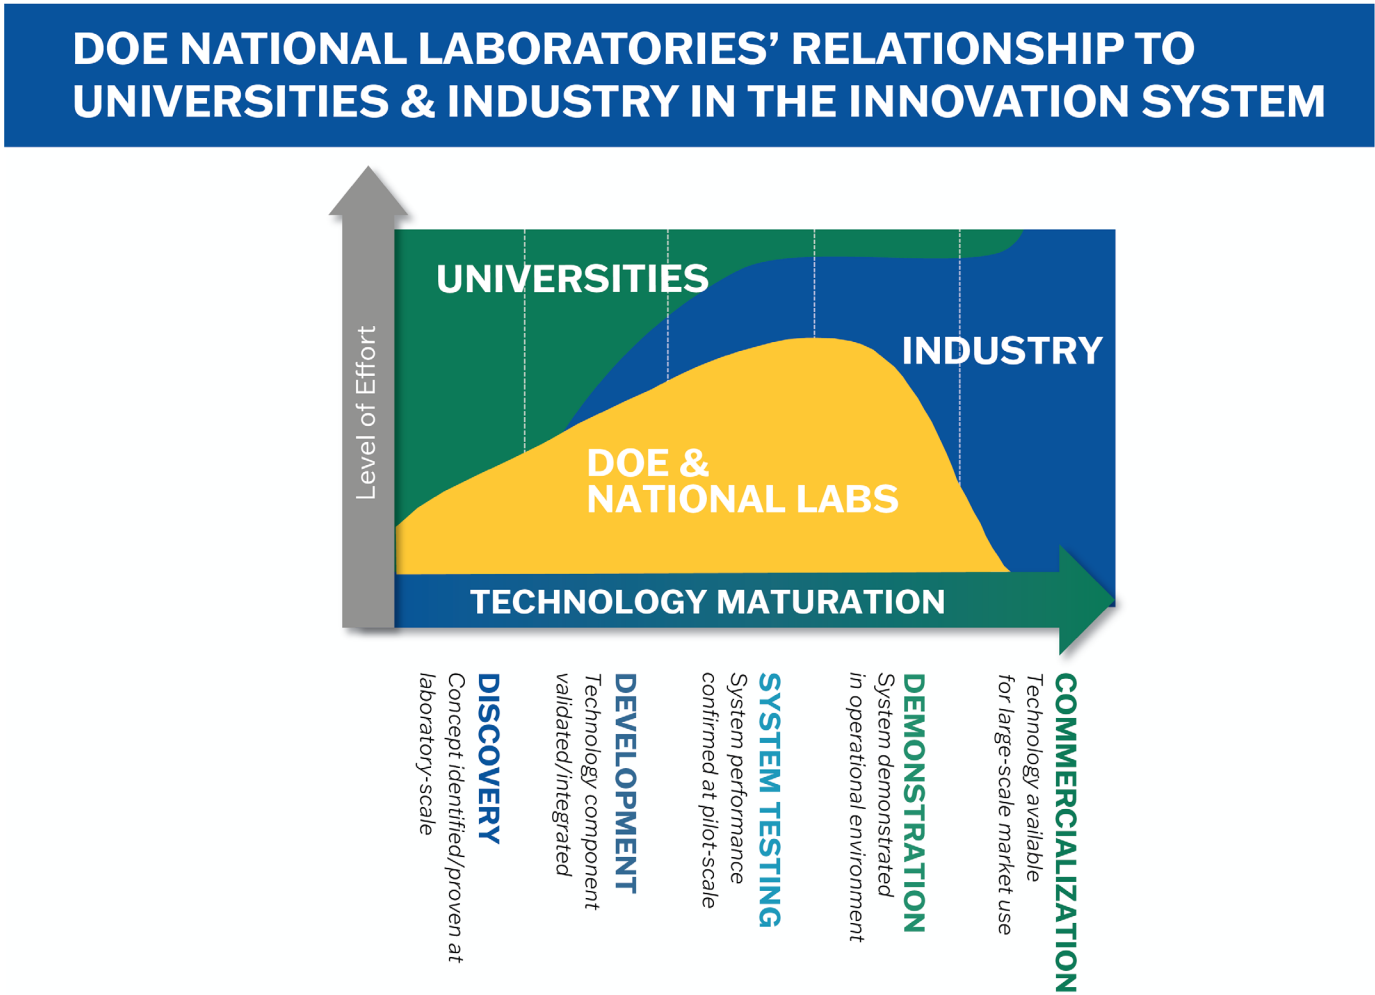 DOE NATIONAL LABORATORIES’ RELATIONSHIP TO
UNIVERSITIES & INDUSTRY IN THE INNOVATION SYSTEM
Level of Effort
UNIVERSITIES
INDUSTRY
DOE &
NATIONAL LABS
TECHNOLOGY MATURATION
DISCOVERY
Concept identified/proven at
laboratory-scale
DEVELOPMENT
Technology component
validated/integrated
SYSTEM TESTING
System performance
confirmed at pilot-scale
DEMONSTRATION
System demonstrated
in operational environment
COMMERCIALIZATION
Technology available
for large-scale market use